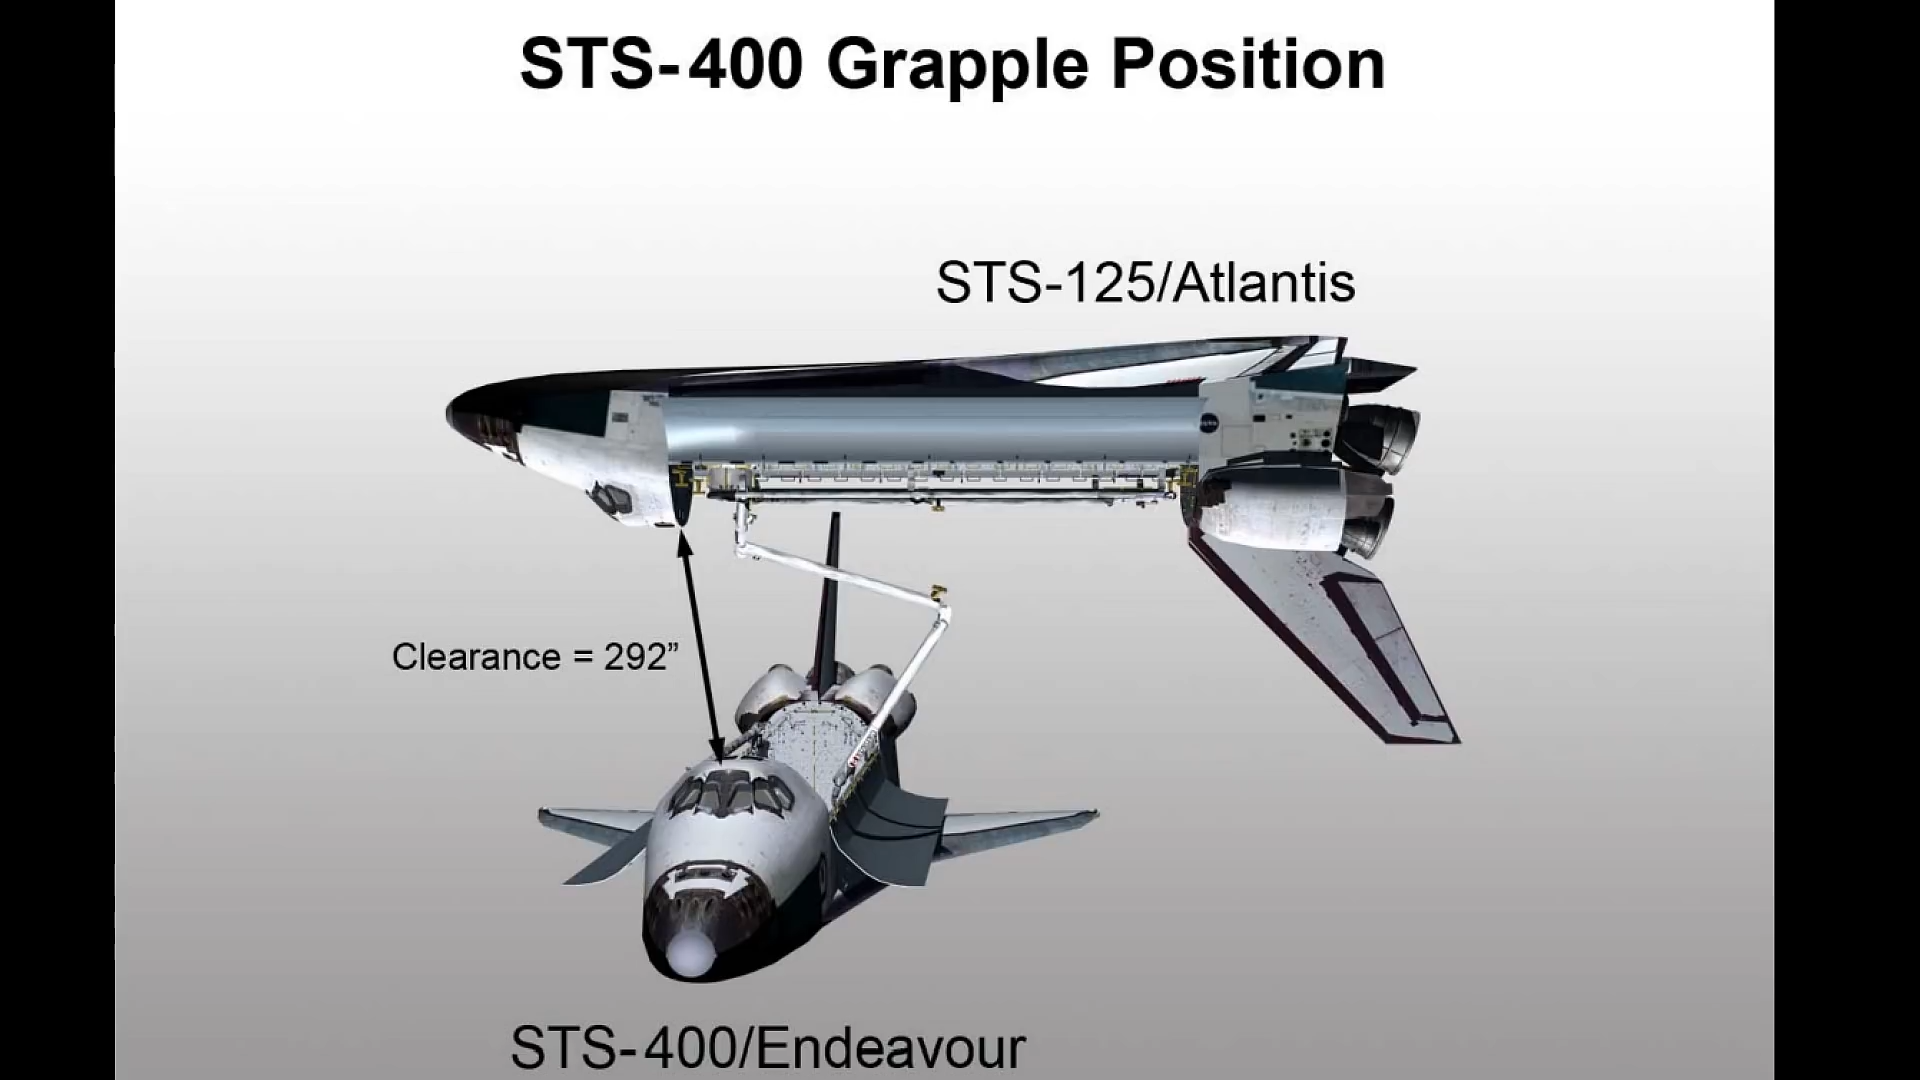 STS-400 Grapple Position
STS-125/Atlantis
Clearance = 292”
STS-400/Endeavour